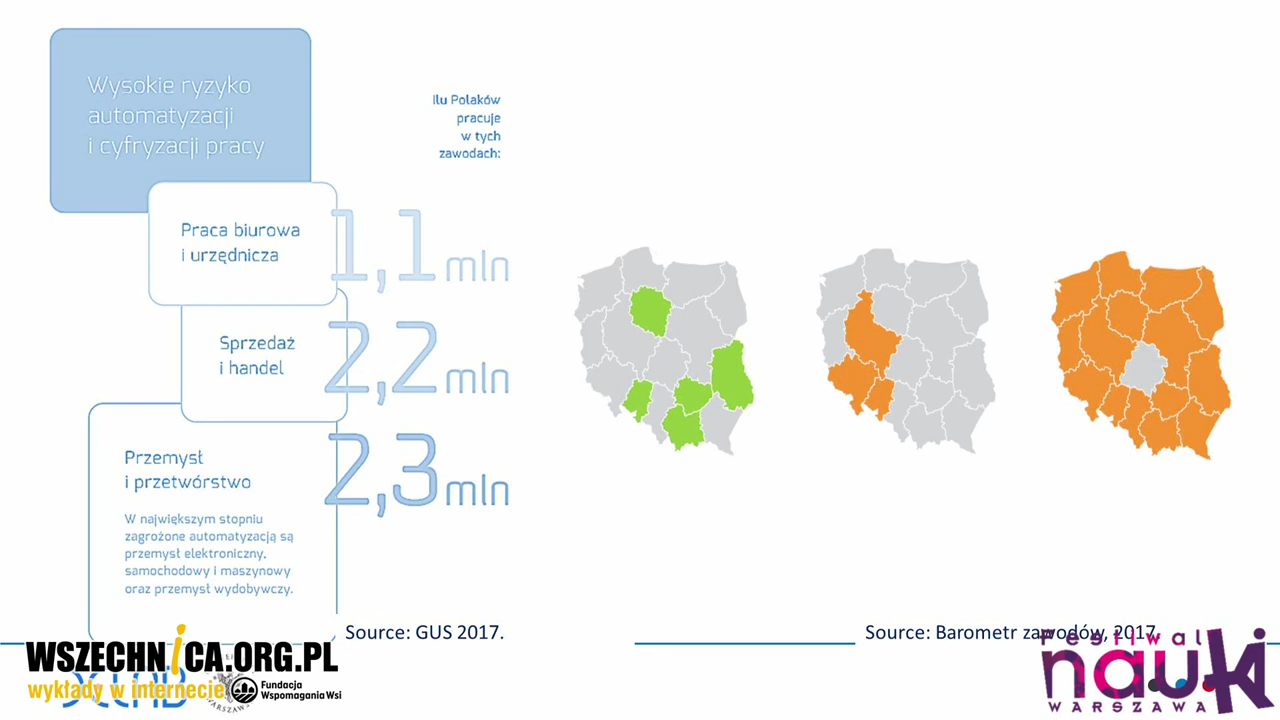 Wysokie ryzyko
automatyzacji
i cyfryzacji pracy
Ilu Polaków
pracuje
w tych
zawodach:
Praca biurowa
i urzędnicza
1,1 mln
Sprzedaż
i handel
2,2 mln
Przemysł
i przetwórstwo
2,3 mln
W największym stopniu
zagrożone automatyzacją są
przemysł elektroniczny,
samochodowy i maszynowy
oraz przemysł wydobywczy.
Source: GUS 2017.
Source: Barometr zawodów, 2017.
WSZECHNICA.ORG.PL
wykłady w internecie
Fundacja
Wspomagania Wsi
Festiwal
nauki
WARSZAWA